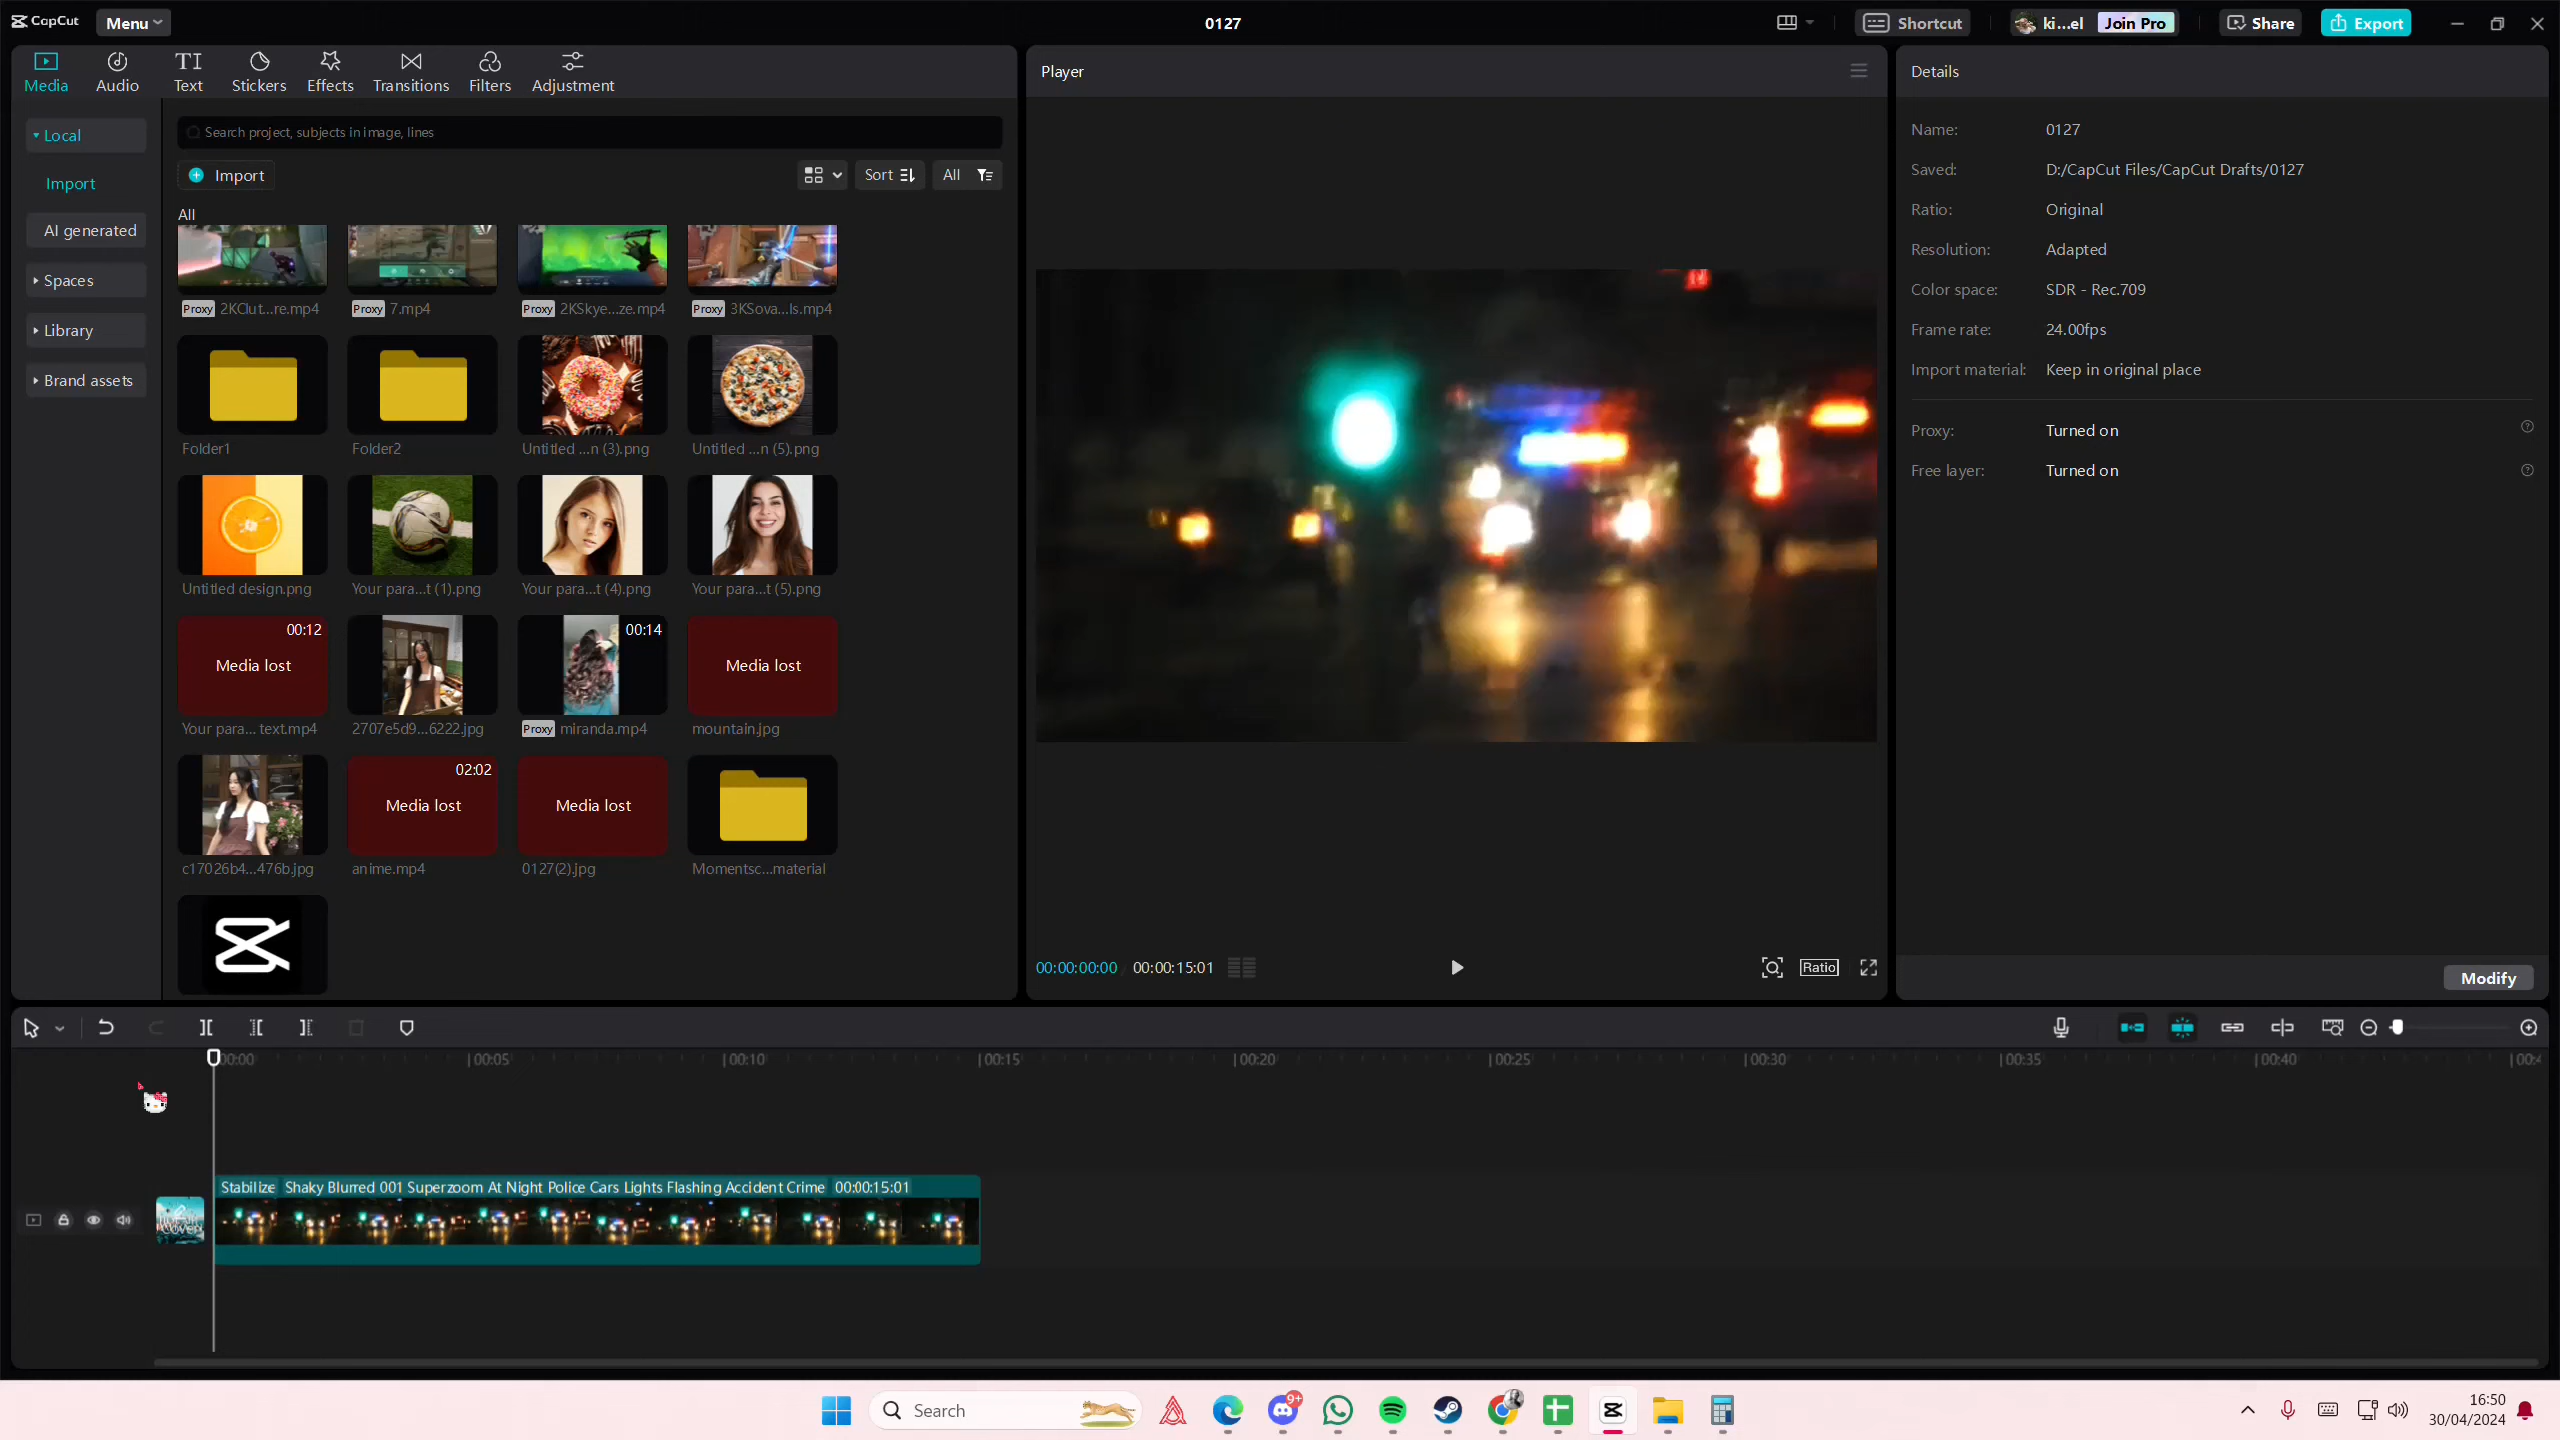 CapCut
Menu
0127
Shortcut
ki...el
Join Pro
Share
Export
Media
Audio
TI
Text
Stickers
Effects
Transitions
Filters
Adjustment
Local
Import
AI generated
Spaces
Library
Brand assets
Search project, subjects in image, lines
Import
Sort
All
All
Proxy 2KClut...re.mp4
Proxy 7.mp4
Proxy 2KSkye...ze.mp4
Proxy 3KSova...ls.mp4
Folder1
Folder2
Untitled ...n (3).png
Untitled ...n (5).png
Untitled design.png
Your para...t (1).png
Your para...t (4).png
Your para...t (5).png
00:12
Media lost
00:14
Media lost
Your para... text.mp4
2707e5d9...6222.jpg
Proxy miranda.mp4
mountain.jpg
02:02
Media lost
Media lost
c17026b4...476b.jpg
anime.mp4
0127(2).jpg
Momentsc...material
Player
00:00:00:00 / 00:00:15:01
Ratio
Details
Name: 0127
Saved: D:/CapCut Files/CapCut Drafts/0127
Ratio: Original
Resolution: Adapted
Color space: SDR - Rec.709
Frame rate: 24.00fps
Import material: Keep in original place
Proxy: Turned on
Free layer: Turned on
Modify
00:00 |00:05 |00:10 |00:15 |00:20 |00:25 |00:30 |00:35 |00:40
Stabilize Shaky Blurred 001 Superzoom At Night Police Cars Lights Flashing Accident Crime 00:00:15:01
Cover
Search
9+
16:50
30/04/2024